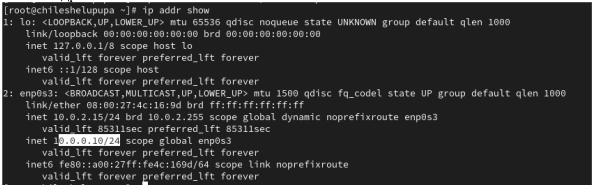 [root@chileshelupupa ~]# ip addr show
1: lo: <LOOPBACK,UP,LOWER_UP> mtu 65536 qdisc noqueue state UNKNOWN group default qlen 1000
link/loopback 00:00:00:00:00:00 brd 00:00:00:00:00:00
inet 127.0.0.1/8 scope host lo
valid_lft forever preferred_lft forever
inet6 ::1/128 scope host
valid_lft forever preferred_lft forever
2: enp0s3: <BROADCAST,MULTICAST,UP,LOWER_UP> mtu 1500 qdisc fq_codel state UP group default qlen 1000
link/ether 08:00:27:4c:16:9d brd ff:ff:ff:ff:ff:ff
inet 10.0.2.15/24 brd 10.0.2.255 scope global dynamic noprefixroute enp0s3
valid_lft 85311sec preferred_lft 85311sec
inet 10.0.0.10/24 scope global enp0s3
valid_lft forever preferred_lft forever
inet6 fe80::a00:27ff:fe4c:169d/64 scope link noprefixroute
valid_lft forever preferred_lft forever